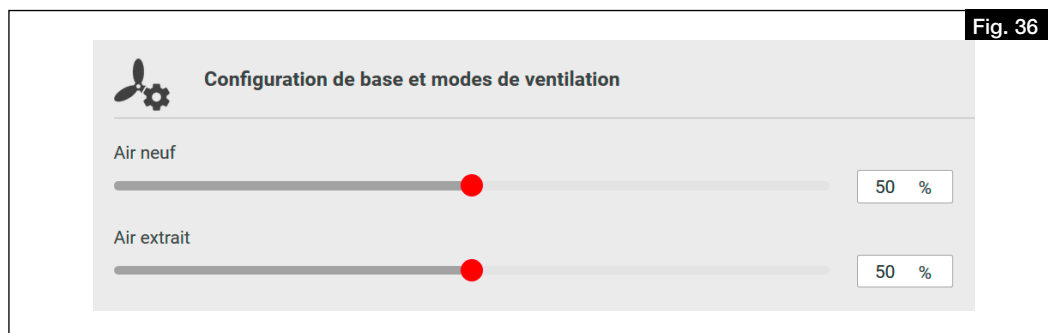 Fig. 36
Configuration de base et modes de ventilation
Air neuf
50 %
Air extrait
50 %